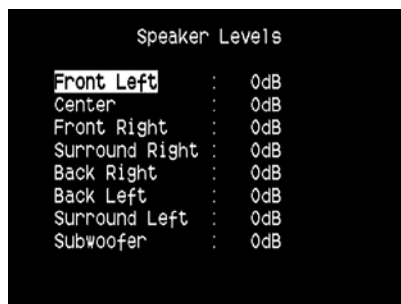 Speaker Levels
Front Left : 0dB
Center : 0dB
Front Right : 0dB
Surround Right : 0dB
Back Right : 0dB
Back Left : 0dB
Surround Left : 0dB
Subwoofer : 0dB